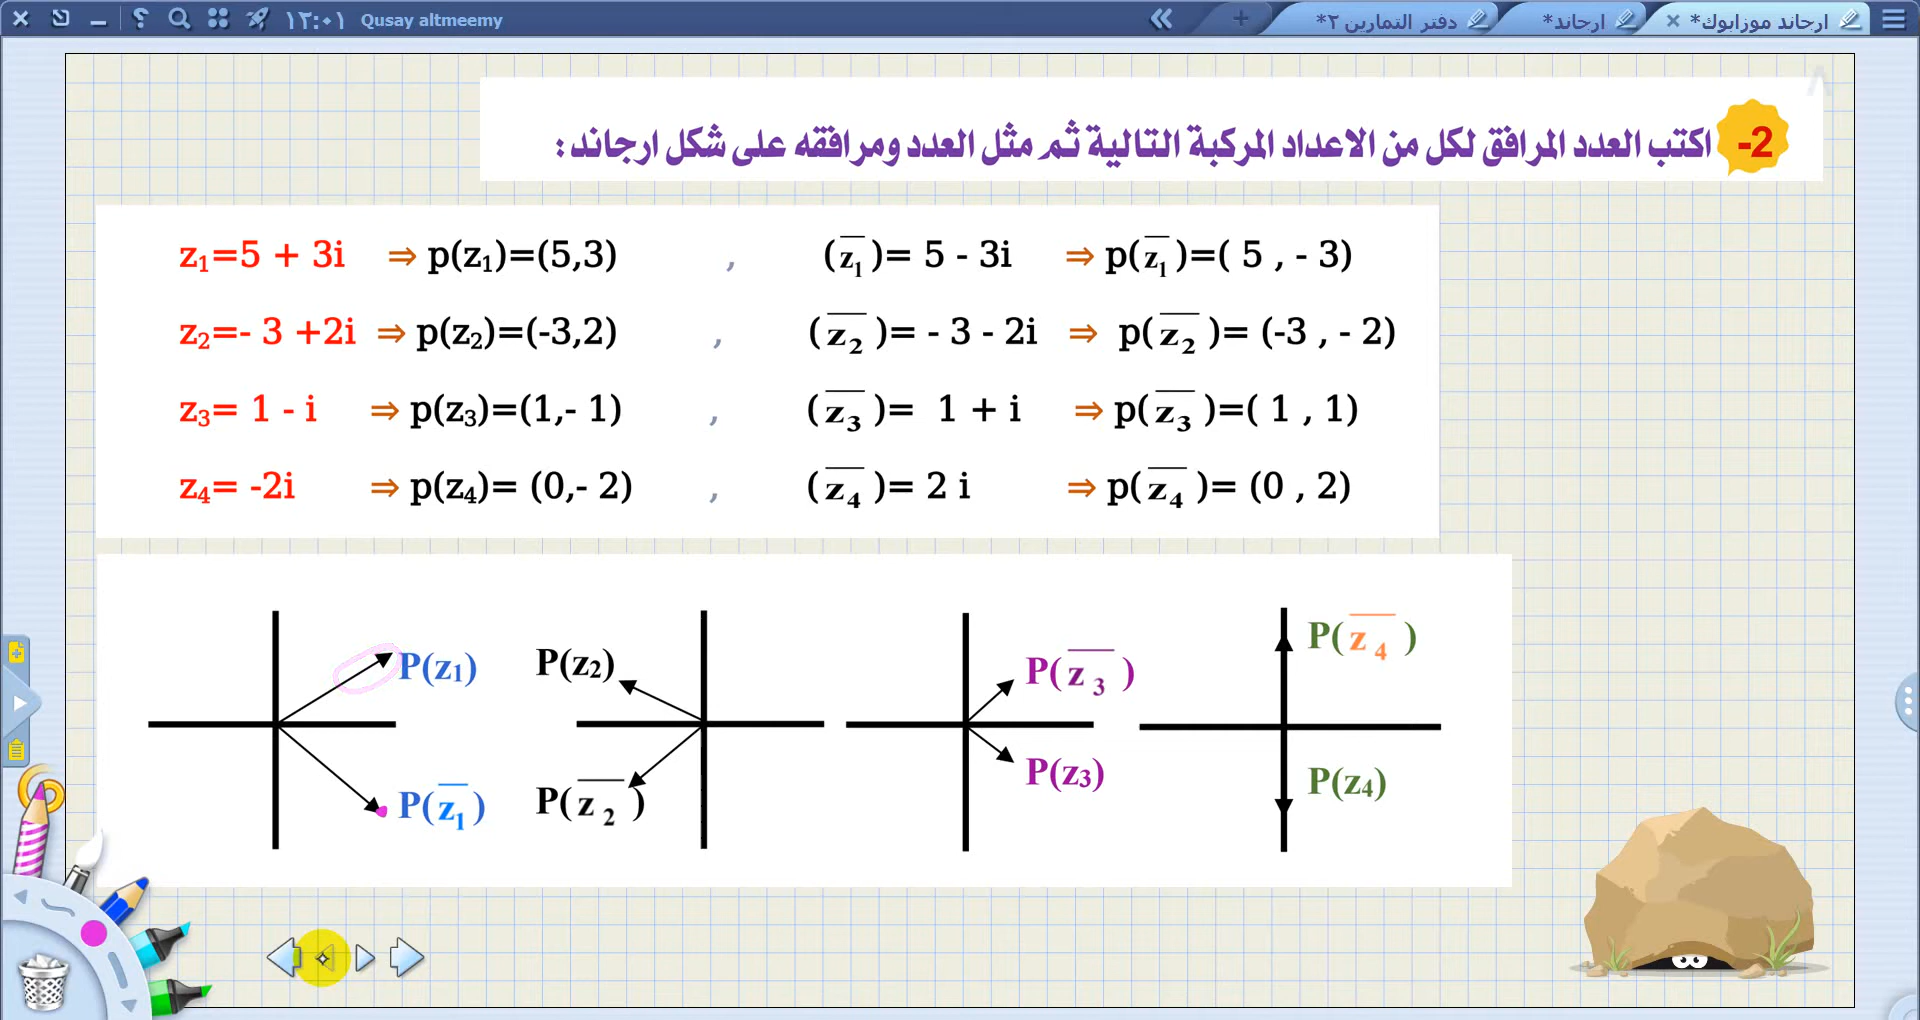 ١٣:٠١ Qusay altmeemy
دفتر التمارين ٢*
ارجاند*
ارجاند موزابوك*
2- اكتب العدد المرافق لكل من الاعداد المركبة التالية ثم مثل العدد ومرافقه على شكل ارجاند :
z₁=5 + 3i ⇒ p(z₁)=(5,3) , (z̅₁)= 5 - 3i ⇒ p(z̅₁)=( 5 , - 3)
z₂=- 3 +2i ⇒ p(z₂)=(-3,2) , (z̅₂)= - 3 - 2i ⇒ p(z̅₂)= (-3 , - 2)
z₃= 1 - i ⇒ p(z₃)=(1,- 1) , (z̅₃)= 1 + i ⇒ p(z̅₃)=( 1 , 1)
z₄= -2i ⇒ p(z₄)= (0,- 2) , (z̅₄)= 2 i ⇒ p(z̅₄)= (0 , 2)
P(z₁)
P(z̅₁)
P(z₂)
P(z̅₂)
P(z̅₃)
P(z₃)
P(z̅₄)
P(z₄)